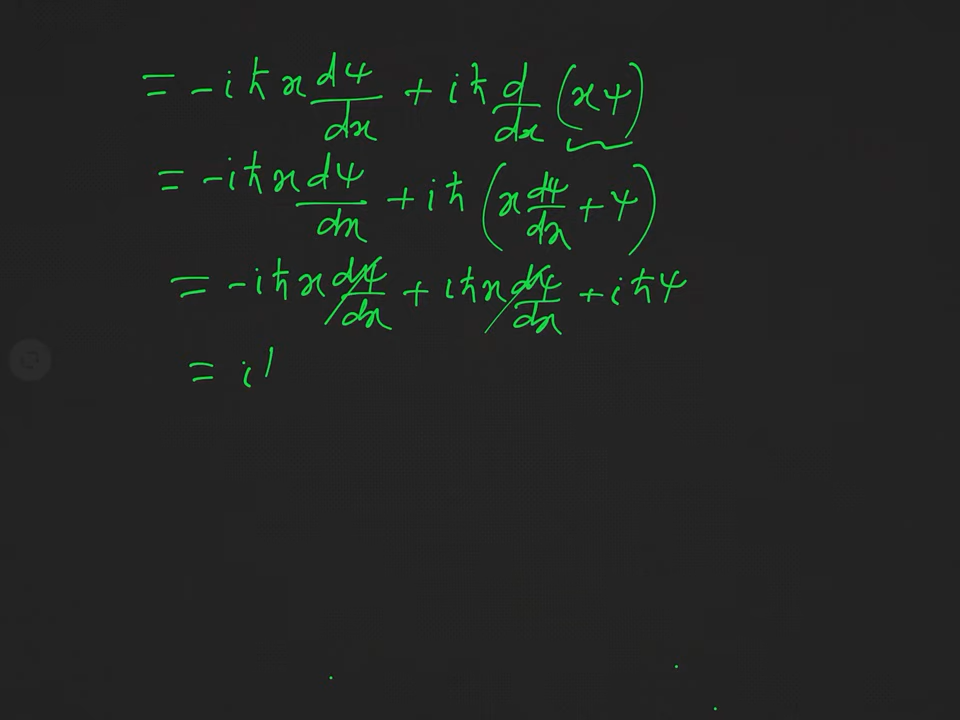 = -iħx dψ/dx + iħ d/dx (xψ)
= -iħx dψ/dx + iħ (x dψ/dx + ψ)
= -iħx dψ/dx + iħx dψ/dx + iħψ
= i